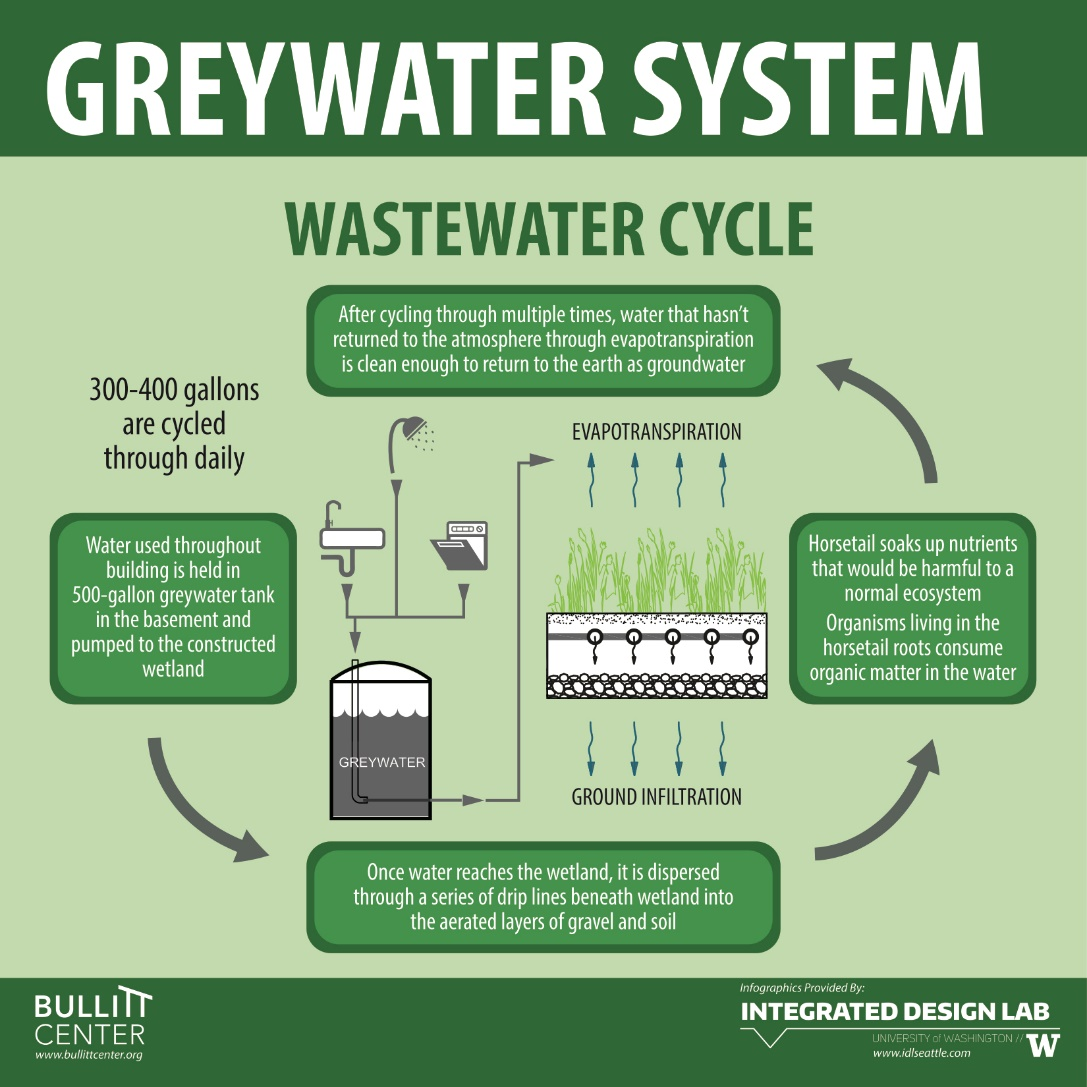 GREYWATER SYSTEM
WASTEWATER CYCLE
After cycling through multiple times, water that hasn't
returned to the atmosphere through evapotranspiration
is clean enough to return to the earth as groundwater
300-400 gallons
are cycled
through daily
EVAPOTRANSPIRATION
Water used throughout
building is held in
500-gallon greywater tank
in the basement and
pumped to the constructed
wetland
Horsetail soaks up nutrients
that would be harmful to a
normal ecosystem
Organisms living in the
horsetail roots consume
organic matter in the water
GREYWATER
GROUND INFILTRATION
Once water reaches the wetland, it is dispersed
through a series of drip lines beneath wetland into
the aerated layers of gravel and soil
BULLITT
CENTER
www.bullittcenter.org
Infographics Provided By:
INTEGRATED DESIGN LAB
UNIVERSITY of WASHINGTON // W
www.idlseattle.com